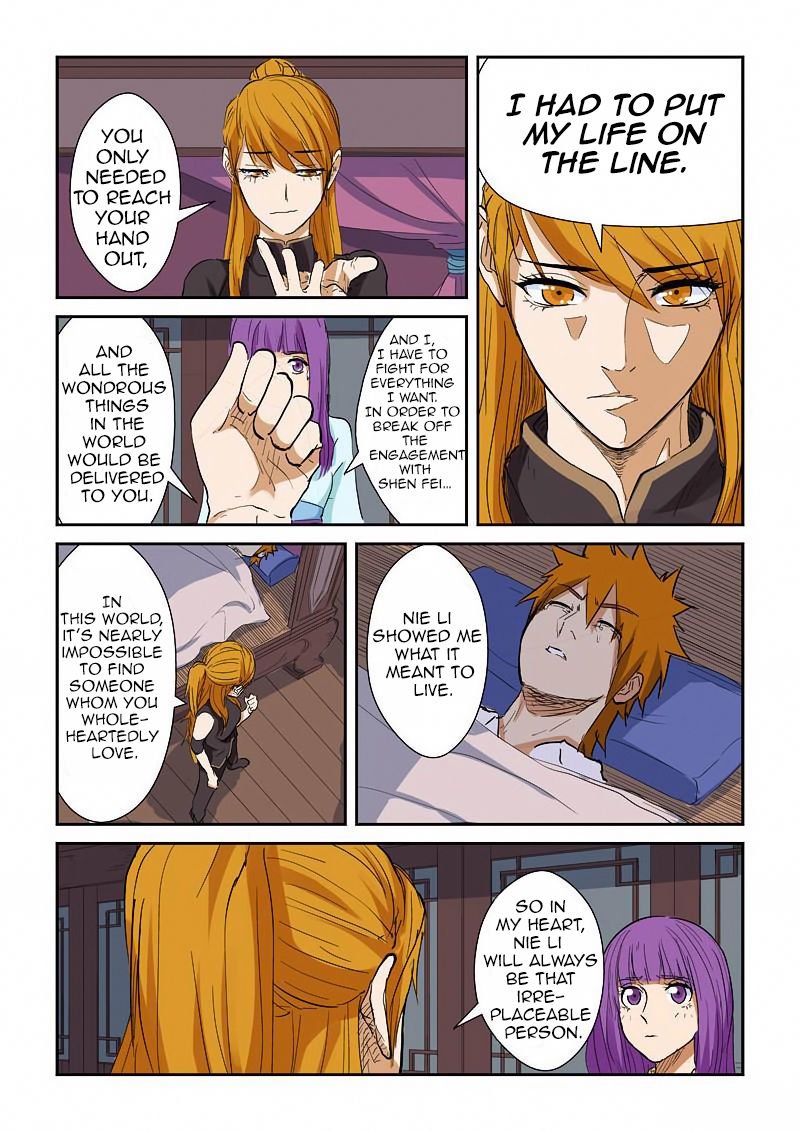 YOU
ONLY
NEEDED
TO REACH
YOUR
HAND
OUT,
AND
ALL THE
WONDROUS
THINGS
IN THE
WORLD
WOULD BE
DELIVERED
TO YOU.
AND I,
I HAVE TO
FIGHT FOR
EVERYTHING
I WANT.
IN ORDER TO
BREAK OFF
THE
ENGAGEMENT
WITH
SHEN FEI...
I HAD TO PUT
MY LIFE ON
THE LINE.
IN
THIS WORLD,
IT'S NEARLY
IMPOSSIBLE
TO FIND
SOMEONE
WHOM YOU
WHOLE-
HEARTEDLY
LOVE.
NIE LI
SHOWED ME
WHAT IT
MEANT TO
LIVE.
SO IN
MY HEART,
NIE LI
WILL ALWAYS
BE THAT
IRRE-
PLACEABLE
PERSON.